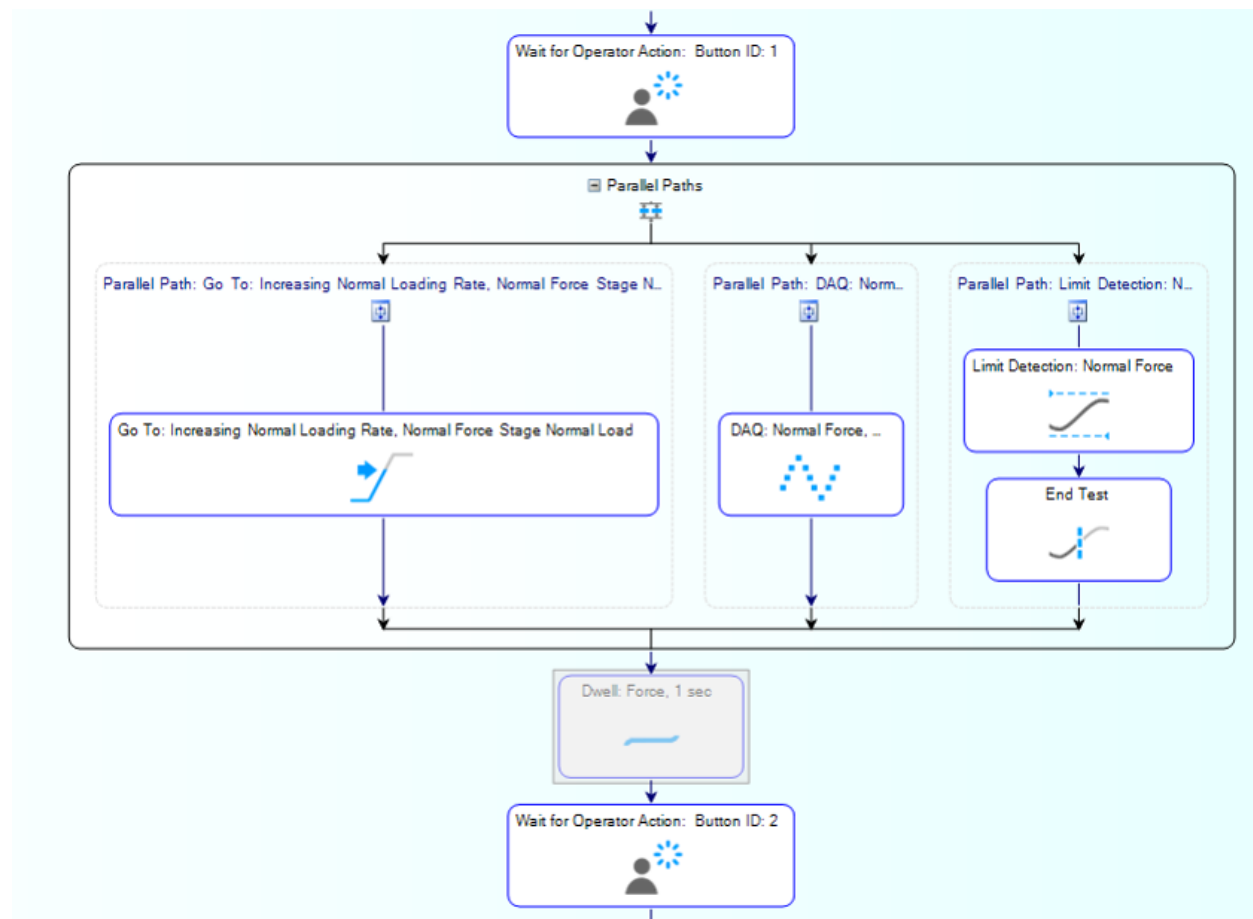 Wait for Operator Action: Button ID: 1
Parallel Paths
Parallel Path: Go To: Increasing Normal Loading Rate, Normal Force Stage N...
Parallel Path: DAQ: Norm...
Parallel Path: Limit Detection: N...
Limit Detection: Normal Force
Go To: Increasing Normal Loading Rate, Normal Force Stage Normal Load
DAQ: Normal Force, ...
End Test
Dwell: Force, 1 sec
Wait for Operator Action: Button ID: 2